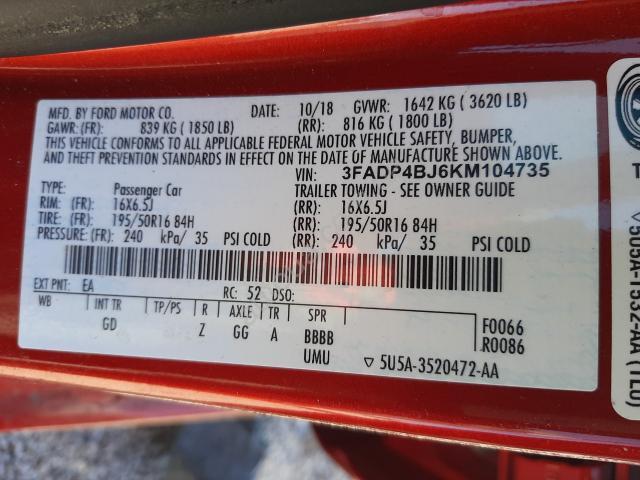 MFD. BY FORD MOTOR CO. DATE: 10/18 GVWR: 1642 KG ( 3620 LB)
GAWR: (FR): 839 KG ( 1850 LB) (RR): 816 KG ( 1800 LB)
THIS VEHICLE CONFORMS TO ALL APPLICABLE FEDERAL MOTOR VEHICLE SAFETY, BUMPER,
AND THEFT PREVENTION STANDARDS IN EFFECT ON THE DATE OF MANUFACTURE SHOWN ABOVE.
VIN: 3FADP4BJ6KM104735
TYPE: Passenger Car TRAILER TOWING - SEE OWNER GUIDE
RIM: (FR): 16X6.5J (RR): 16X6.5J
TIRE: (FR): 195/50R16 84H (RR): 195/50R16 84H
PRESSURE: (FR): 240 kPa/ 35 PSI COLD (RR): 240 kPa/ 35 PSI COLD
EXT PNT: EA RC: 52 DSO:
WB INT TR TP/PS R AXLE TR SPR
GD Z GG A BBBB F0066
UMU R0086
▽ 5U5A-3520472-AA